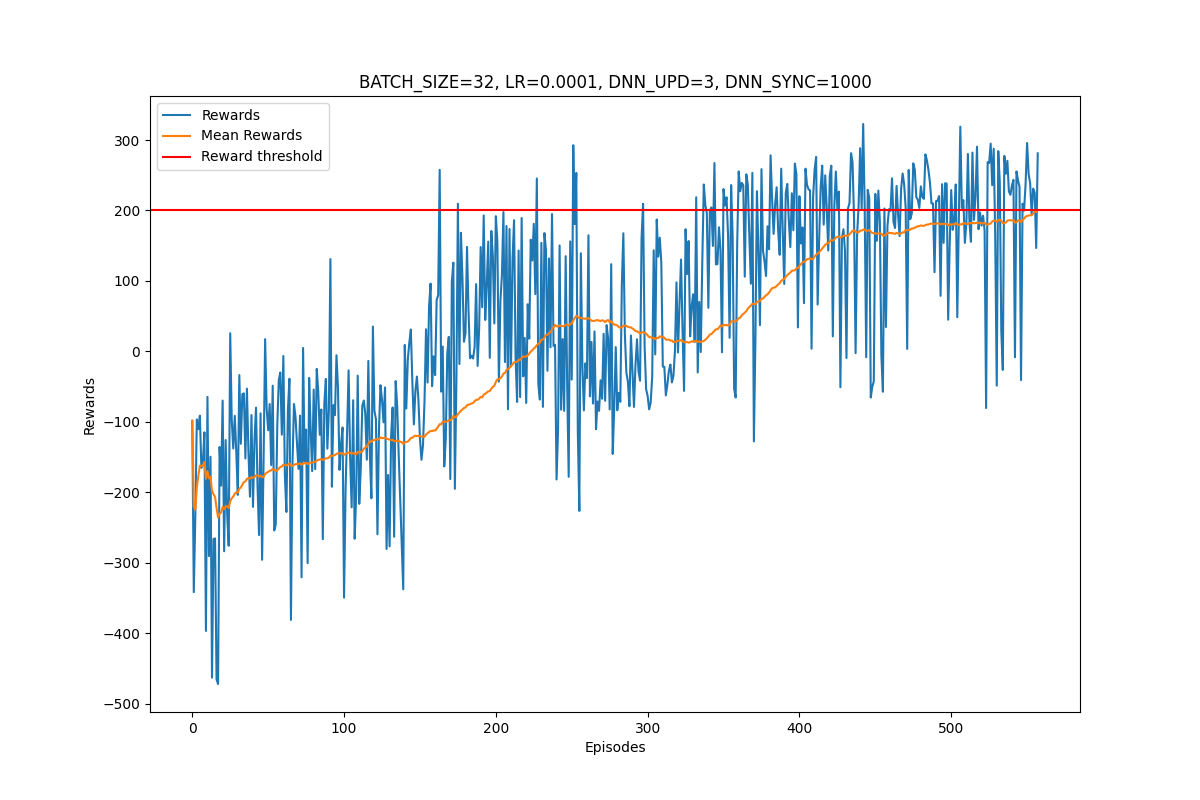 BATCH_SIZE=32, LR=0.0001, DNN_UPD=3, DNN_SYNC=1000
Rewards
Mean Rewards
Reward threshold
300
200
100
0
−100
−200
−300
−400
−500
Rewards
0 100 200 300 400 500
Episodes